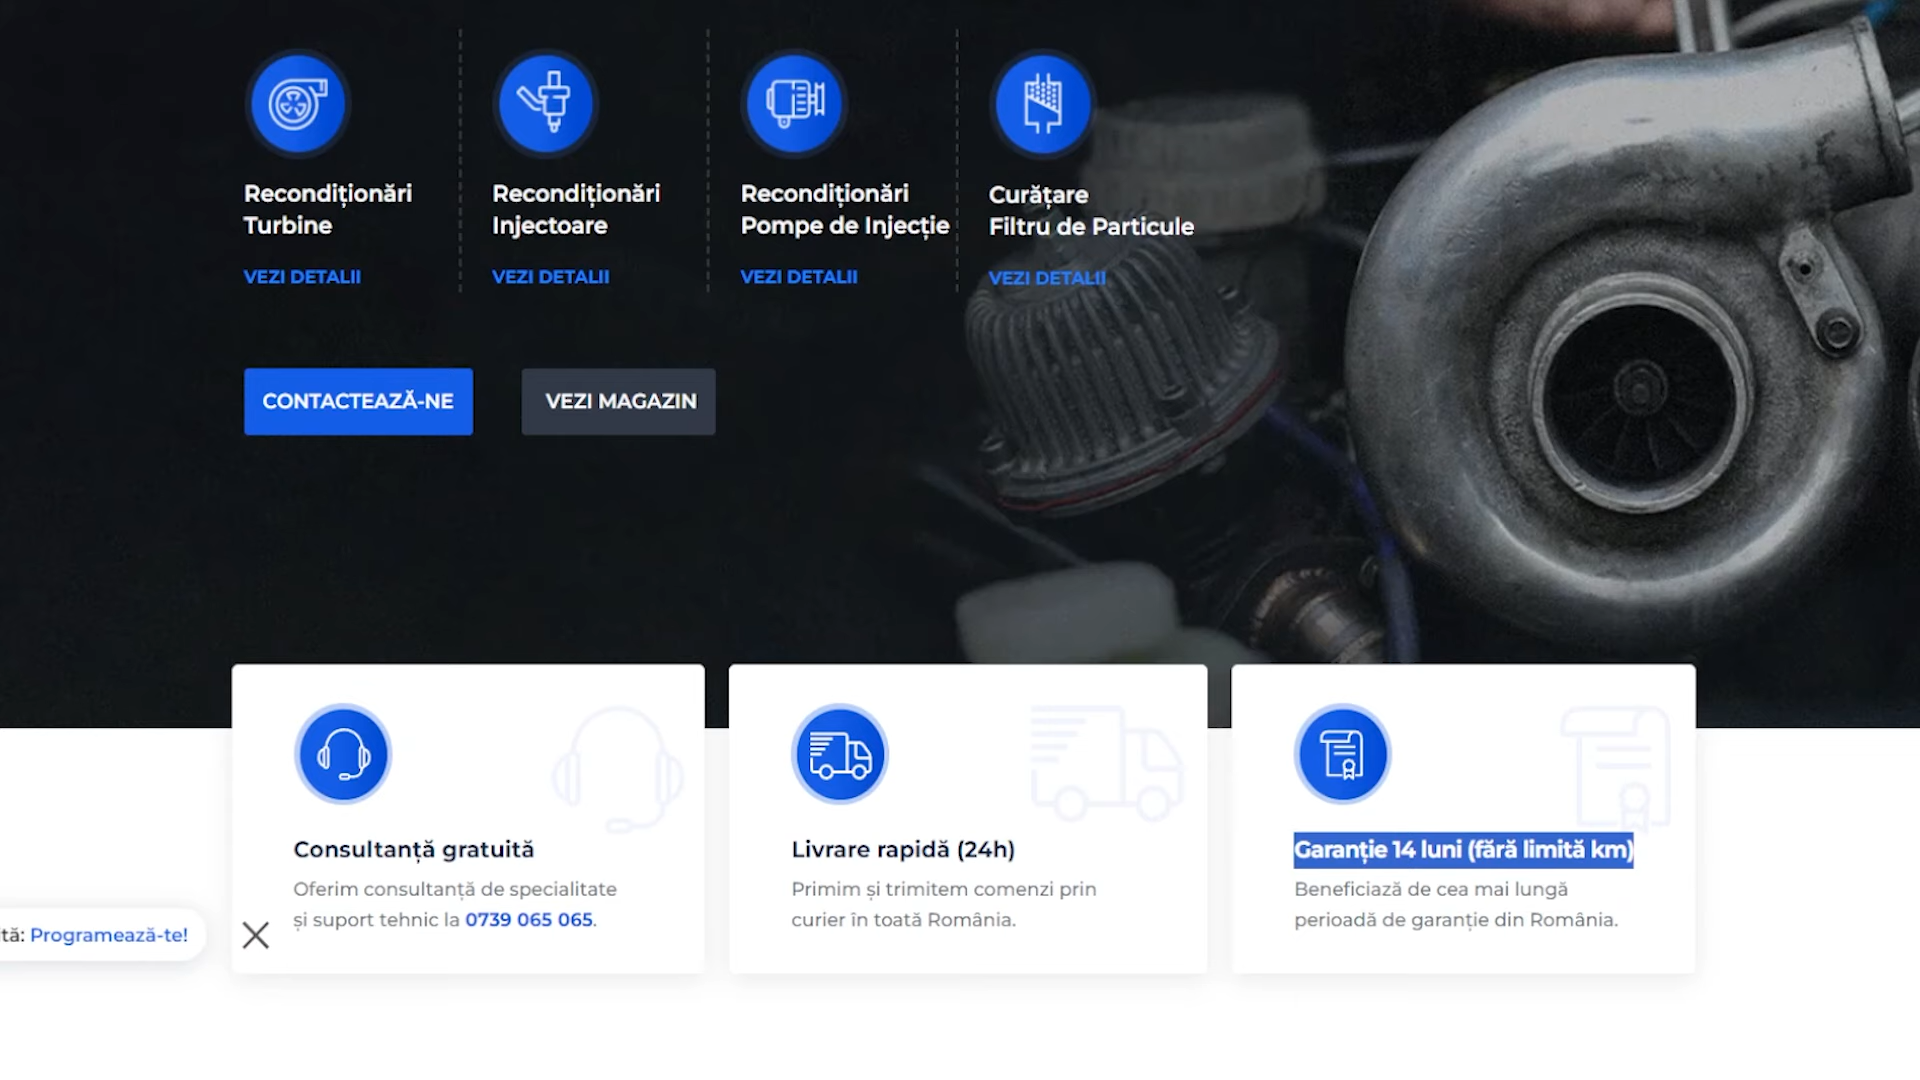 Recondiționări
Turbine
VEZI DETALII
Recondiționări
Injectoare
VEZI DETALII
Recondiționări
Pompe de Injecție
VEZI DETALII
Curățare
Filtru de Particule
VEZI DETALII
CONTACTEAZĂ-NE
VEZI MAGAZIN
Consultanță gratuită
Oferim consultanță de specialitate
și suport tehnic la 0739 065 065.
Livrare rapidă (24h)
Primim și trimitem comenzi prin
curier în toată România.
Garanție 14 luni (fără limită km)
Beneficiază de cea mai lungă
perioadă de garanție din România.
tă: Programează-te!